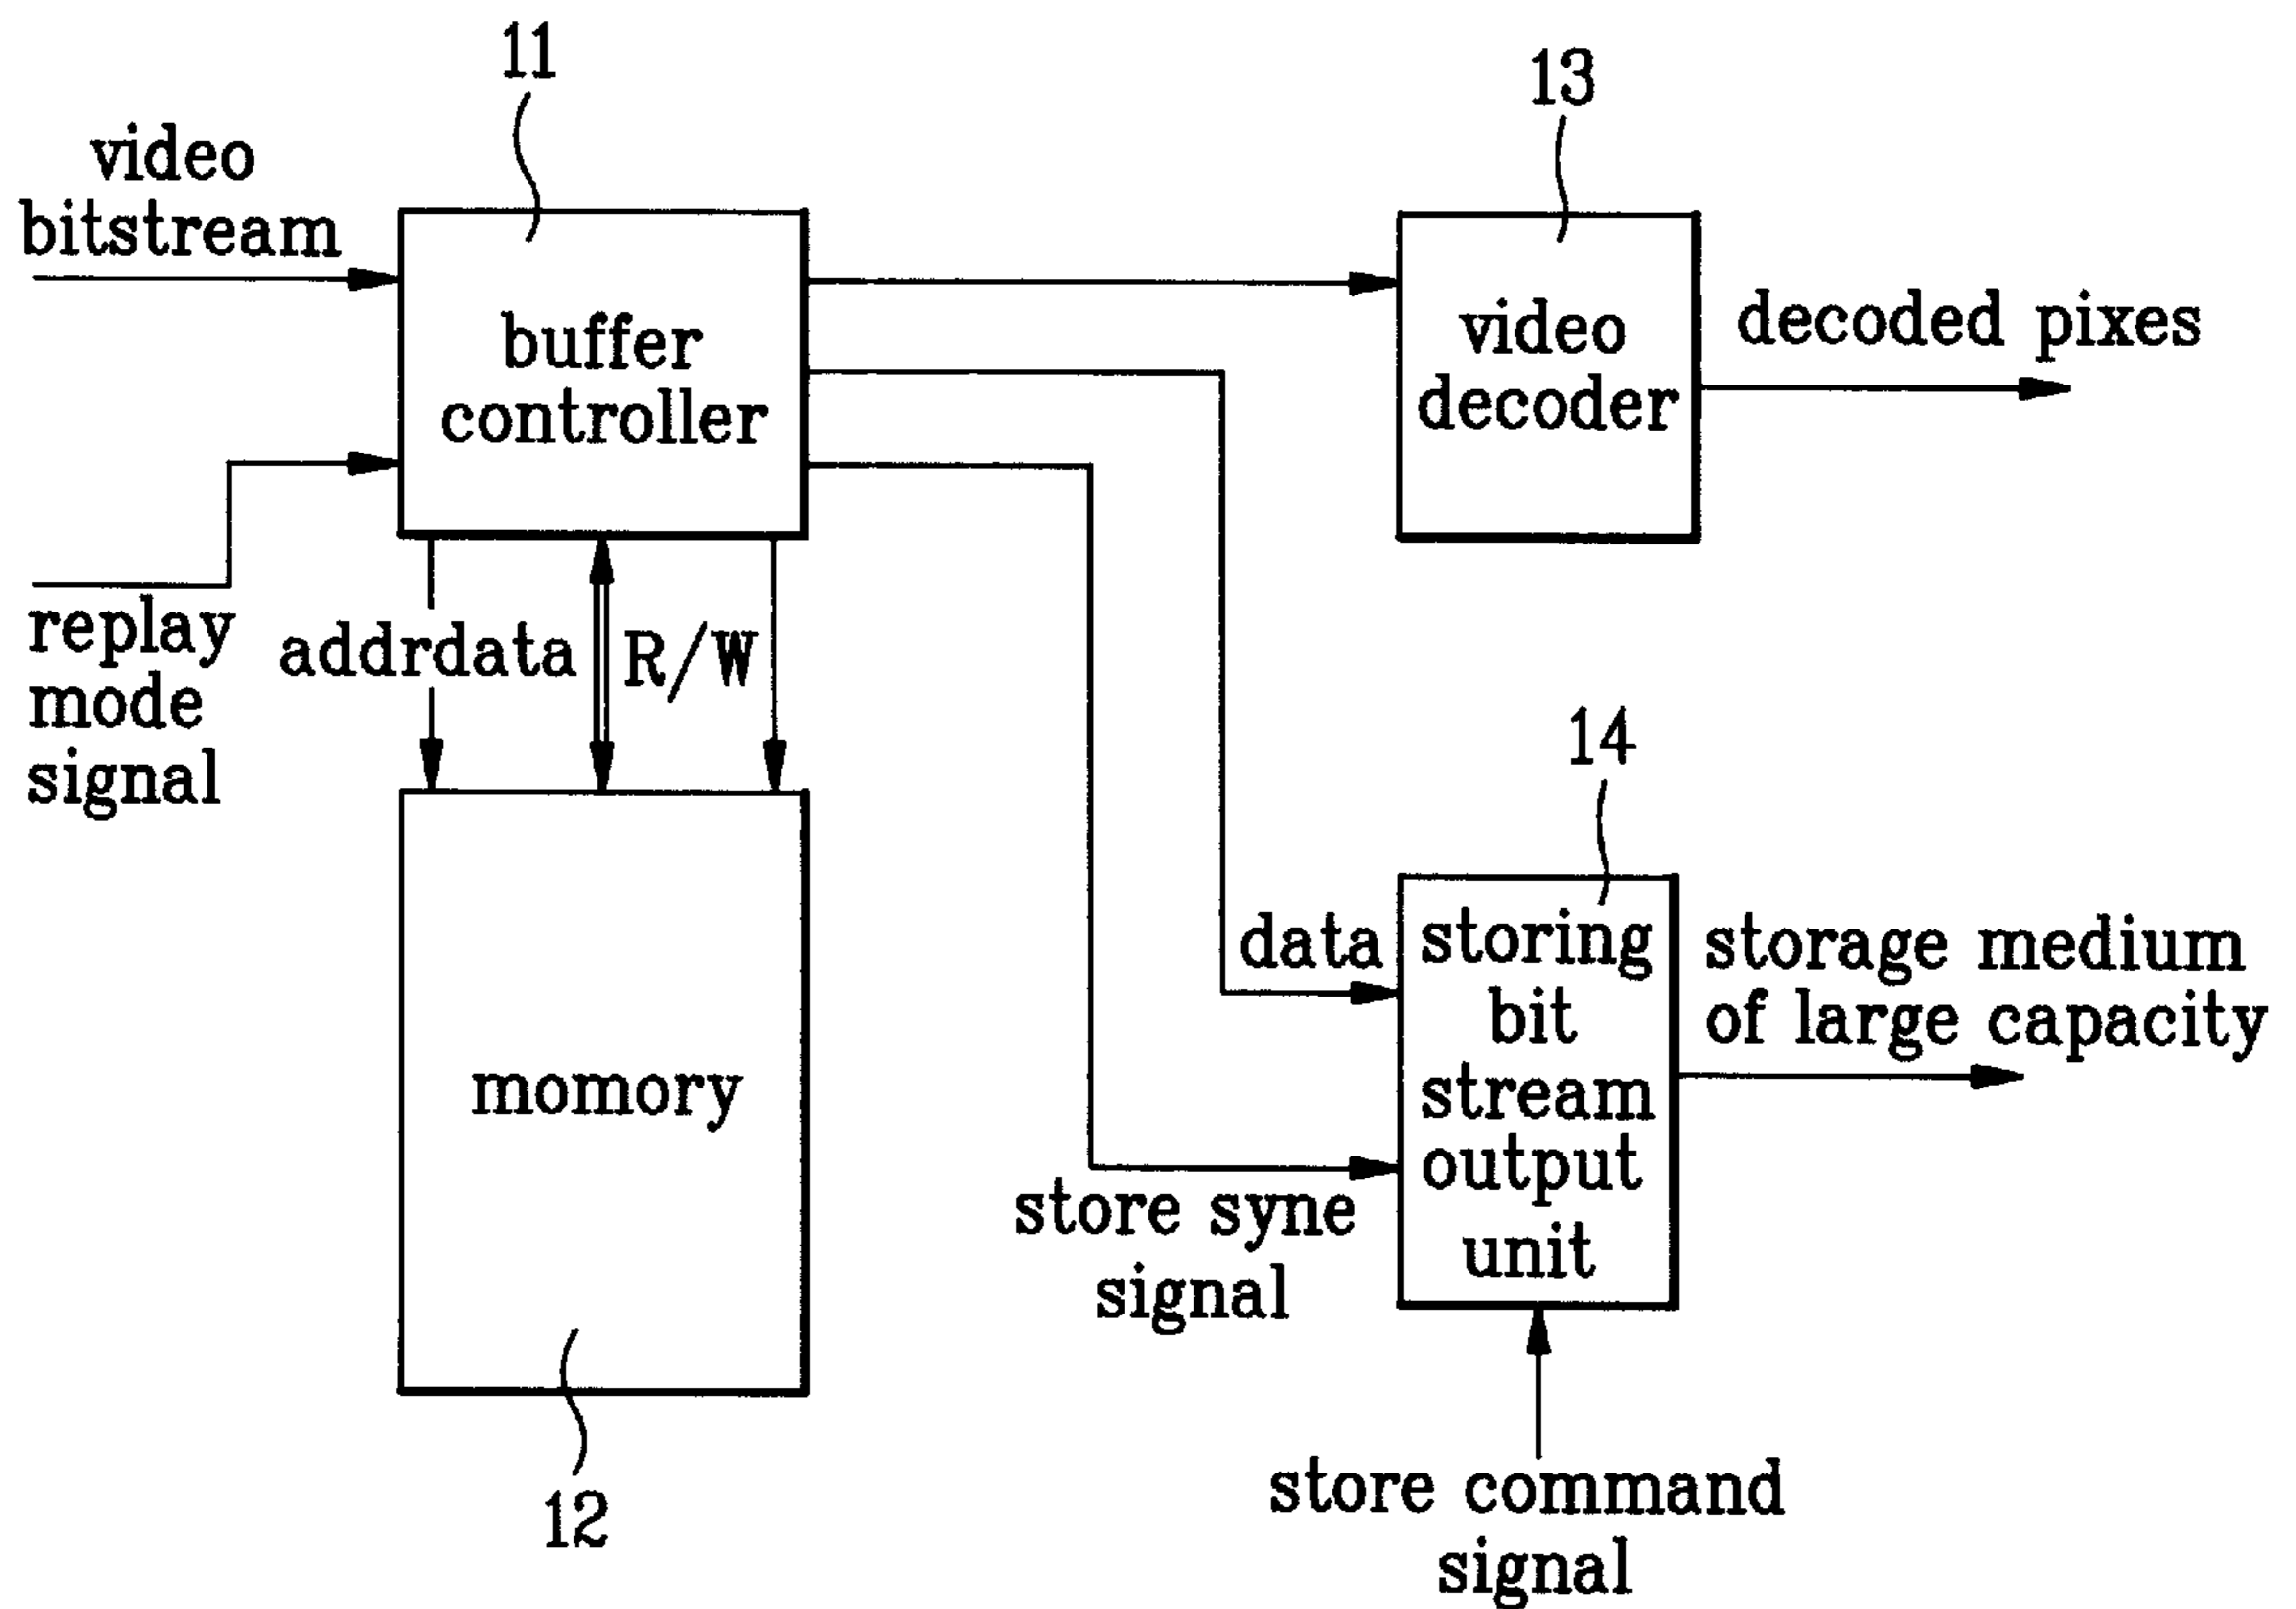 11
13
video
bitstream
buffer
controller
video
decoder
decoded pixes
replay
mode
signal
addrdata
R/W
14
momory
data
storing
bit
stream
output
unit
storage medium
of large capacity
store syne
signal
12
store command
signal